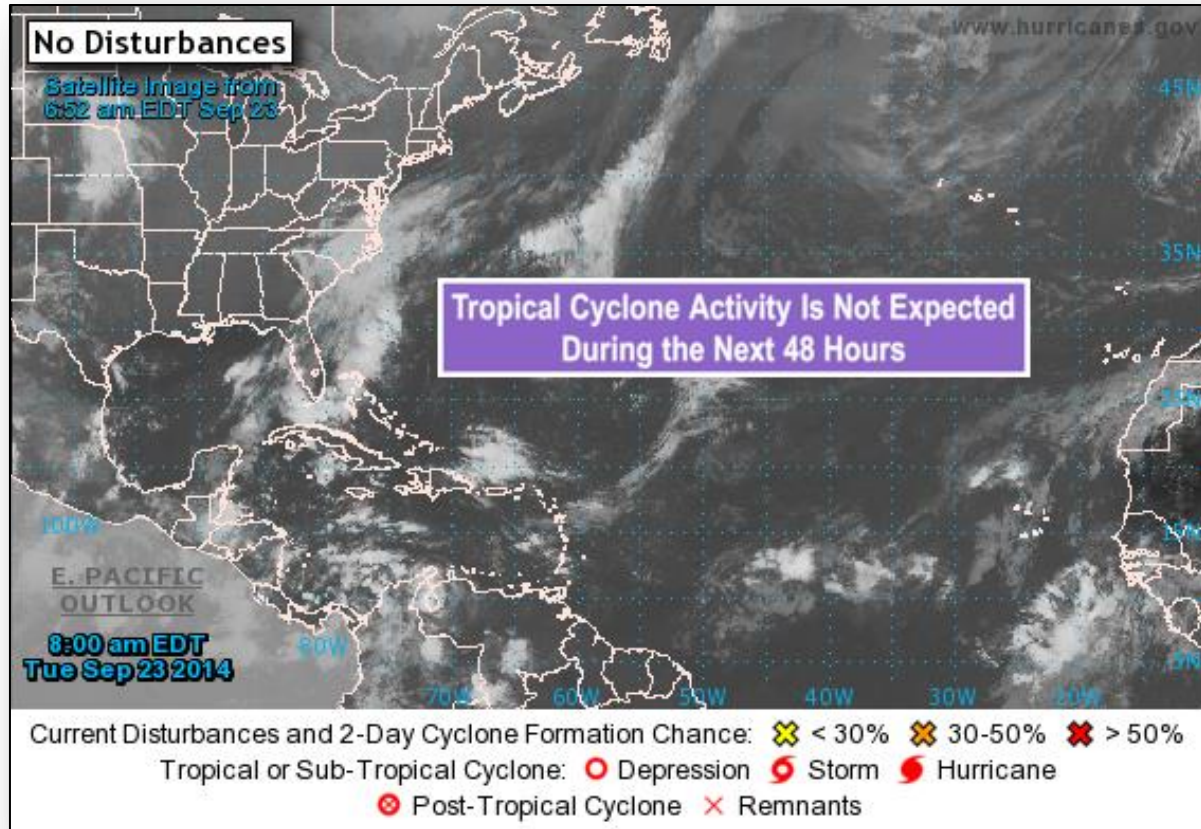 No Disturbances
www.hurricanes.gov
Satellite Image from
6:52 am EDT Sep 23
45N
35N
Tropical Cyclone Activity Is Not Expected
During the Next 48 Hours
25N
100W
15N
E. PACIFIC
OUTLOOK
8:00 am EDT
Tue Sep 23 2014
80W
5N
70W 60W 50W 40W 30W 20W
Current Disturbances and 2-Day Cyclone Formation Chance: < 30% 30-50% > 50%
Tropical or Sub-Tropical Cyclone: Depression Storm Hurricane
Post-Tropical Cyclone Remnants